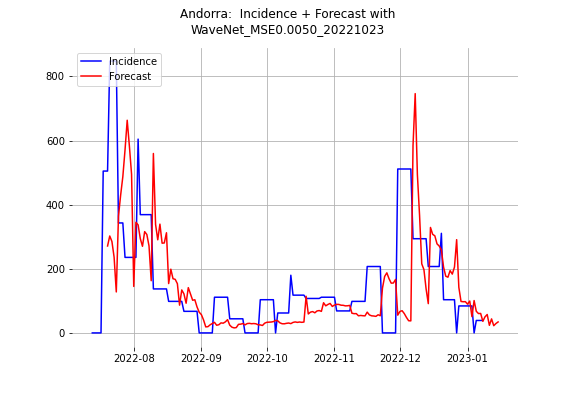 Andorra:  Incidence + Forecast with
WaveNet_MSE0.0050_20221023
Incidence
Forecast
800
600
400
200
0
2022-08 2022-09 2022-10 2022-11 2022-12 2023-01